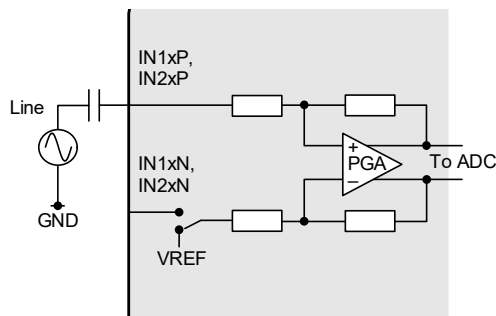 IN1xP,
IN2xP
Line
+
PGA
−
To ADC
IN1xN,
IN2xN
GND
VREF